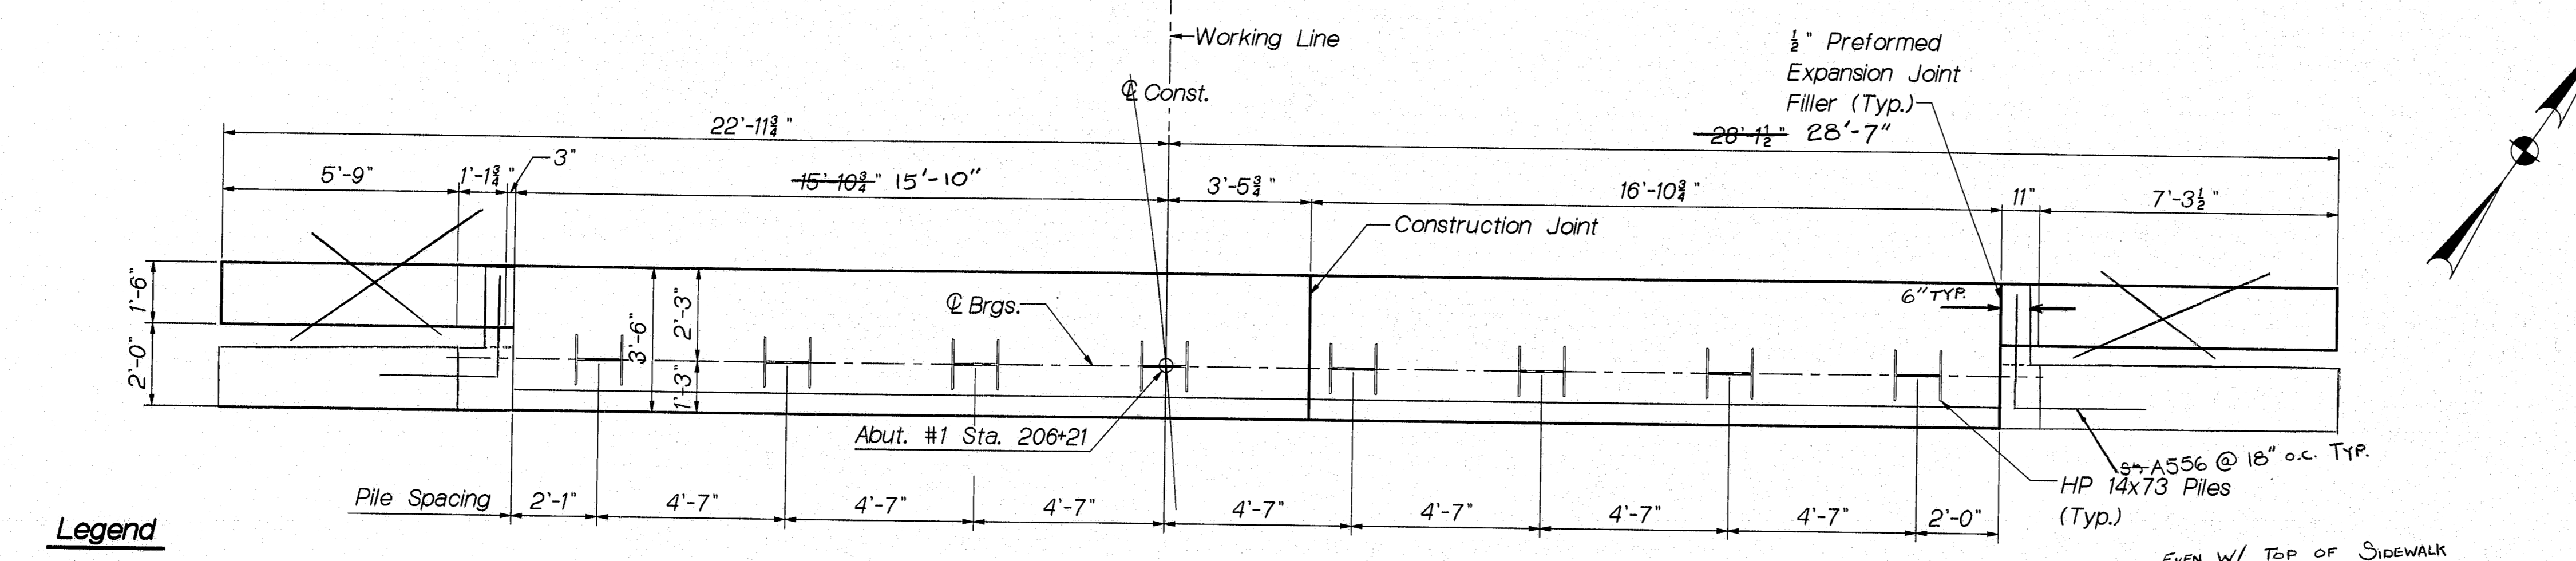 Working Line
℄ Const.
½" Preformed
Expansion Joint
Filler (Typ.)
22'-11¾"
28'-1½" 28'-7"
5'-9"
1'-1¾"
3"
15'-10¾" 15'-10"
3'-5¾"
16'-10¾"
11"
7'-3½"
Construction Joint
1'-6"
2'-0"
3'-6"
2'-3"
1'-3"
℄ Brgs.
6" TYP.
Abut. #1 Sta. 206+21
A556 @ 18" O.C. TYP.
HP 14x73 Piles
(Typ.)
Pile Spacing
2'-1"
4'-7"
4'-7"
4'-7"
4'-7"
4'-7"
4'-7"
4'-7"
2'-0"
Legend
EVEN W/ TOP OF SIDEWALK